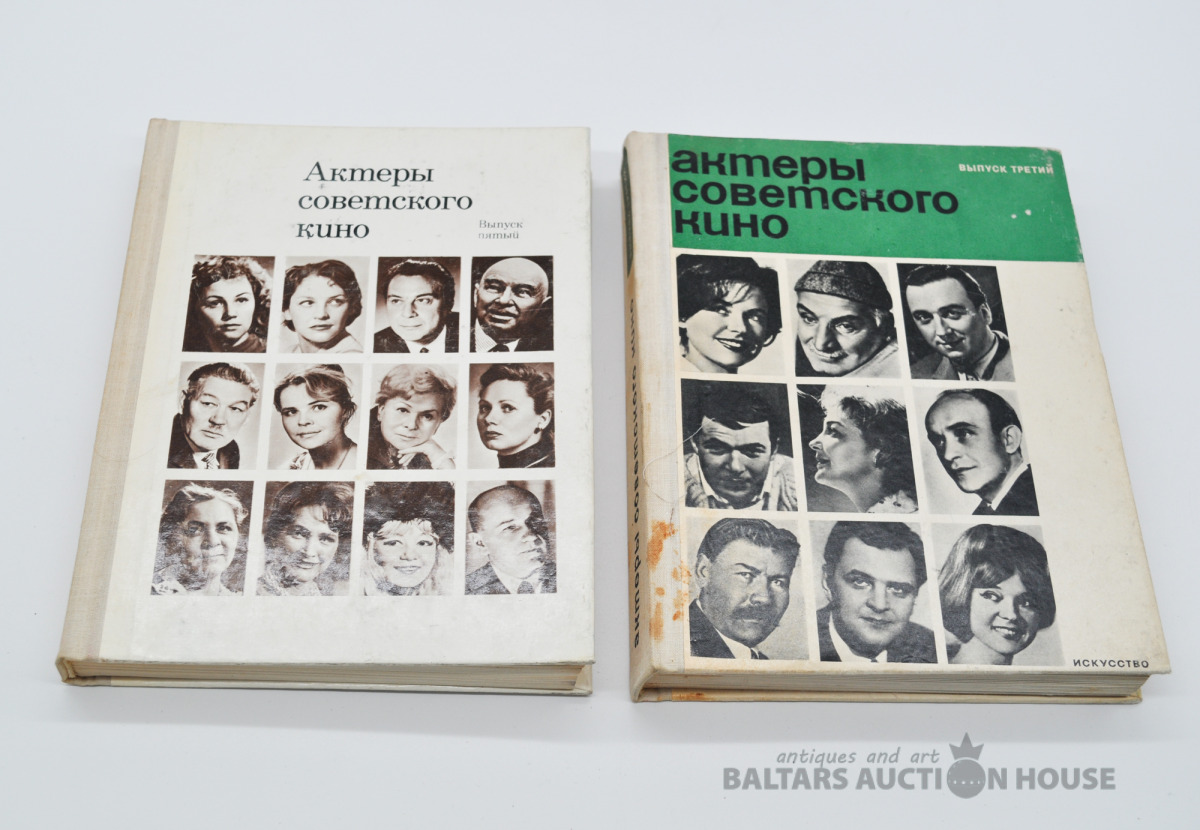 Актеры
советского
кино
Выпуск
пятый
актеры
советского
кино
ВЫПУСК ТРЕТИЙ
актеры советского кино
ИСКУССТВО
antiques and art
BALTARS AUCTION HOUSE